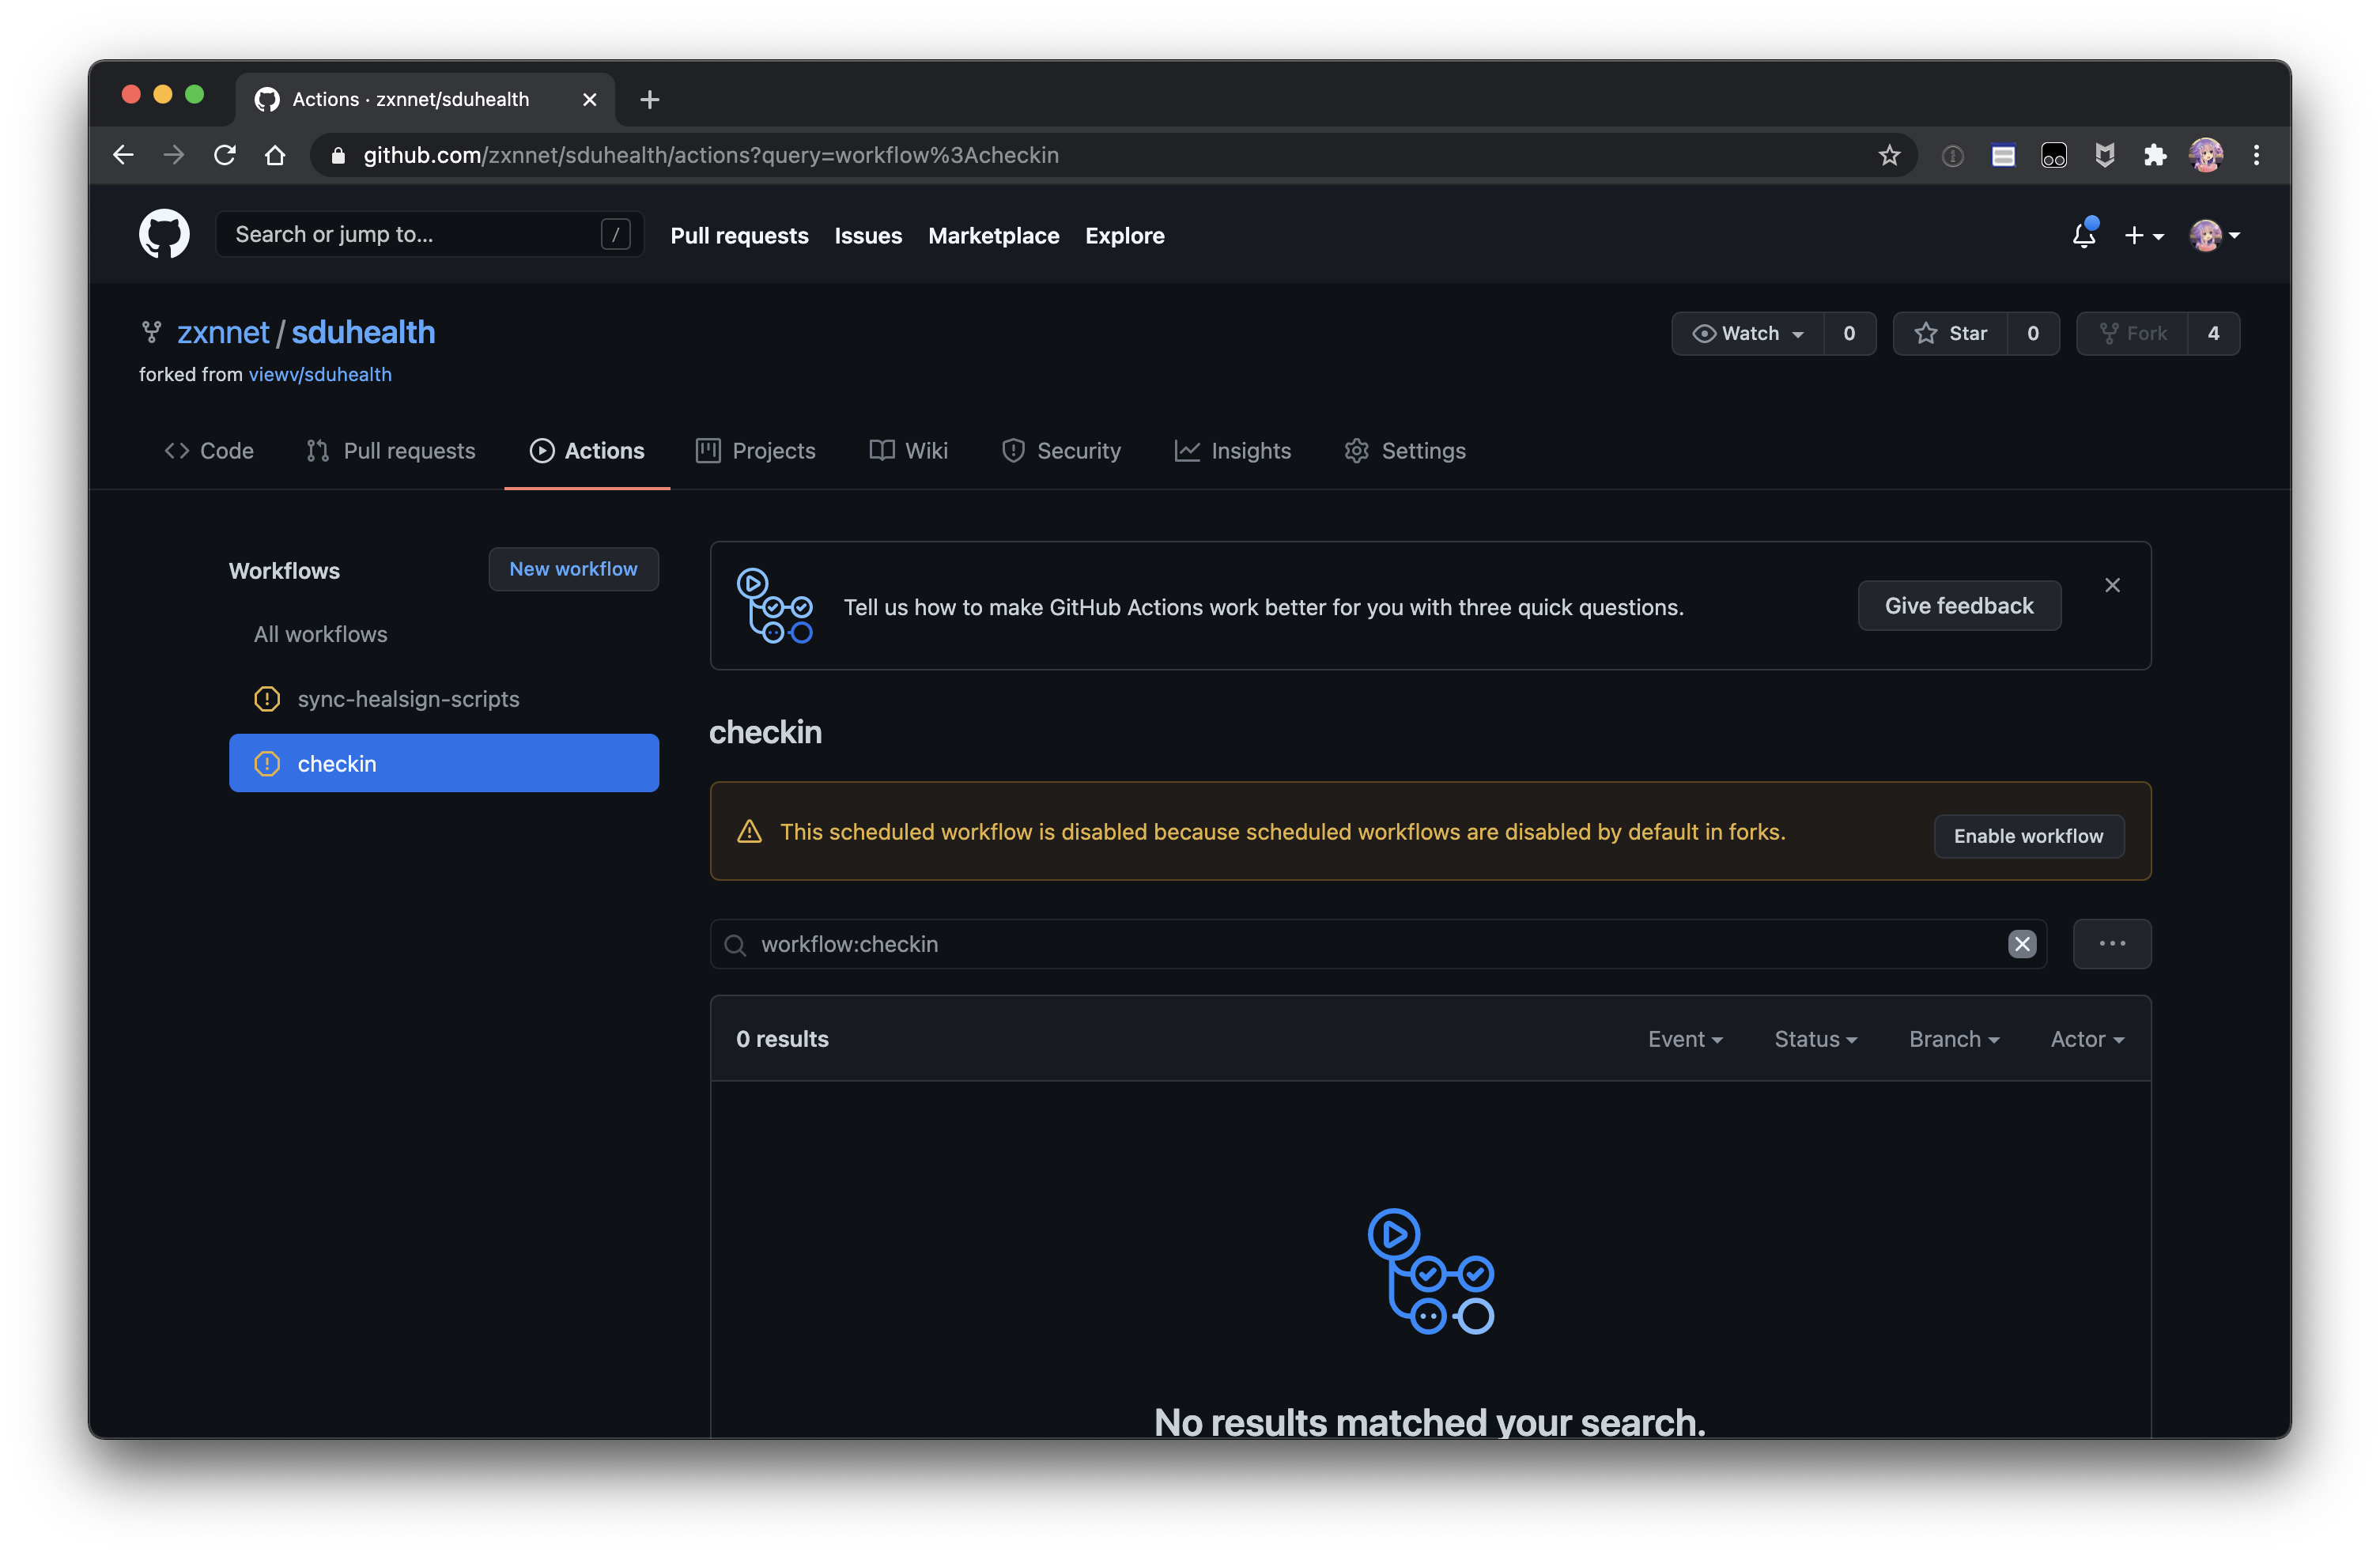 Actions · zxnnet/sduhealth
github.com/zxnnet/sduhealth/actions?query=workflow%3Acheckin
Search or jump to... /
Pull requests Issues Marketplace Explore
zxnnet / sduhealth
Watch 0 Star 0 Fork 4
forked from viewv/sduhealth
Code Pull requests Actions Projects Wiki Security Insights Settings
Workflows
New workflow
All workflows
sync-healsign-scripts
checkin
Tell us how to make GitHub Actions work better for you with three quick questions.
Give feedback
checkin
This scheduled workflow is disabled because scheduled workflows are disabled by default in forks.
Enable workflow
workflow:checkin
0 results
Event Status Branch Actor
No results matched your search.